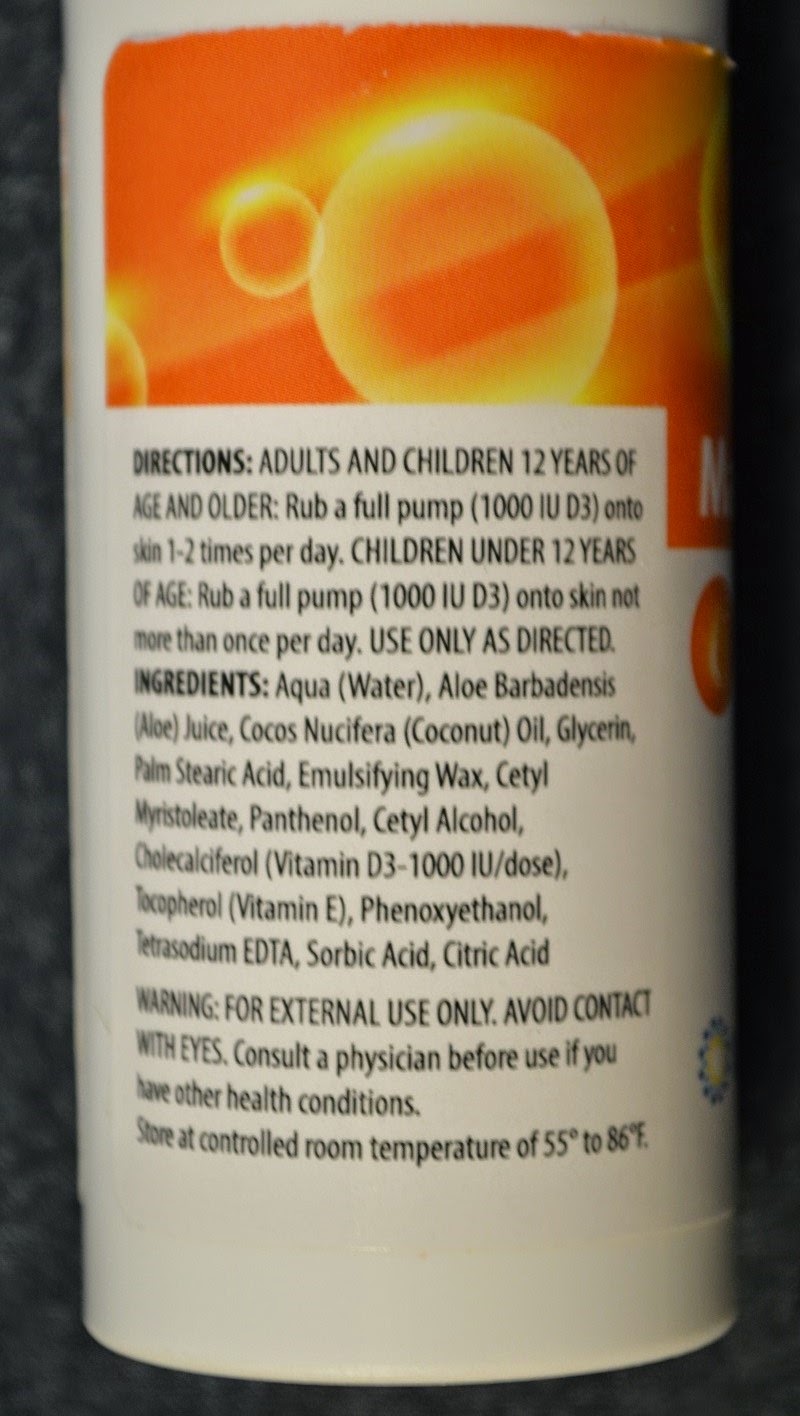 DIRECTIONS: ADULTS AND CHILDREN 12 YEARS OF
AGE AND OLDER: Rub a full pump (1000 IU D3) onto
skin 1-2 times per day. CHILDREN UNDER 12 YEARS
OF AGE: Rub a full pump (1000 IU D3) onto skin not
more than once per day. USE ONLY AS DIRECTED.
INGREDIENTS: Aqua (Water), Aloe Barbadensis
(Aloe) Juice, Cocos Nucifera (Coconut) Oil, Glycerin,
Palm Stearic Acid, Emulsifying Wax, Cetyl
Myristoleate, Panthenol, Cetyl Alcohol,
Cholecalciferol (Vitamin D3-1000 IU/dose),
Tocopherol (Vitamin E), Phenoxyethanol,
Tetrasodium EDTA, Sorbic Acid, Citric Acid
WARNING: FOR EXTERNAL USE ONLY. AVOID CONTACT
WITH EYES. Consult a physician before use if you
have other health conditions.
Store at controlled room temperature of 55° to 86°F.